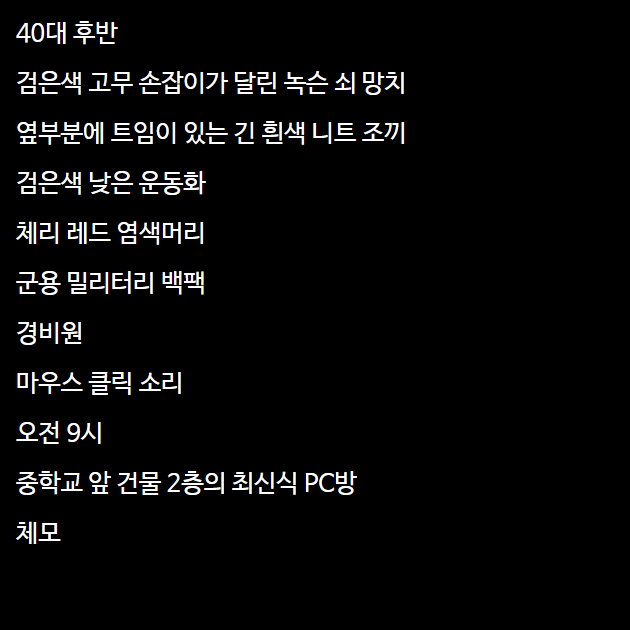 40대 후반
검은색 고무 손잡이가 달린 녹슨 쇠 망치
옆부분에 트임이 있는 긴 흰색 니트 조끼
검은색 낮은 운동화
체리 레드 염색머리
군용 밀리터리 백팩
경비원
마우스 클릭 소리
오전 9시
중학교 앞 건물 2층의 최신식 PC방
체모